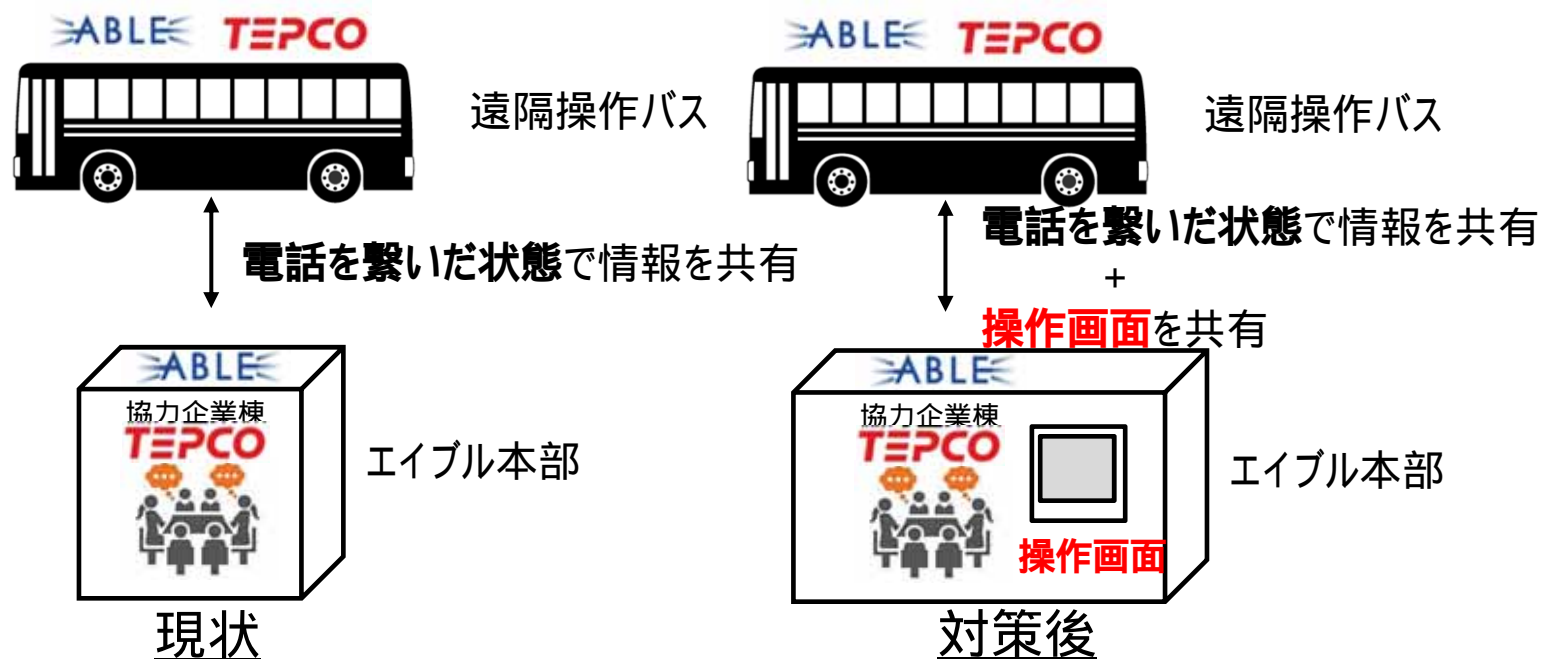 ABLE TEPCO
遠隔操作バス
電話を繋いだ状態で情報を共有
ABLE
協力企業棟
TEPCO
エイブル本部
現状
ABLE TEPCO
遠隔操作バス
電話を繋いだ状態で情報を共有
+
操作画面を共有
ABLE
協力企業棟
TEPCO
操作画面
エイブル本部
対策後